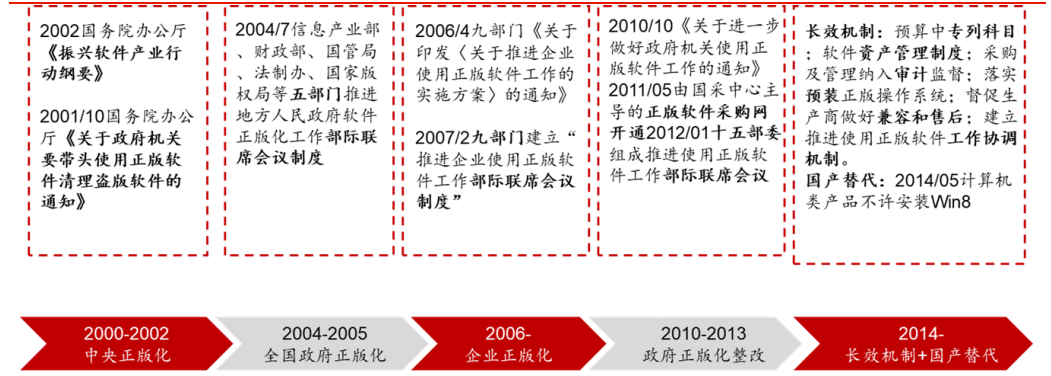 2002国务院办公厅
《振兴软件产业行
动纲要》
2001/10国务院办公
厅《关于政府机关
要带头使用正版软
件清理盗版软件的
通知》
2004/7信息产业部
、财政部、国管局
、法制办、国家版
权局等五部门推进
地方人民政府软件
正版化工作部际联
席会议制度
2006/4九部门《关于
印发〈关于推进企业
使用正版软件工作的
实施方案〉的通知》
2007/2九部门建立“
推进企业使用正版软
件工作部际联席会议
制度”
2010/10《关于进一步
做好政府机关使用正
版软件工作的通知》
2011/05由国采中心主
导的正版软件采购网
开通2012/01十五部委
组成推进使用正版软
件工作部际联席会议
长效机制：预算中专列科目
；软件资产管理制度；采购
及管理纳入审计监督；落实
预装正版操作系统；督促生
产商做好兼容和售后；建立
推进使用正版软件工作协调
机制。
国产替代：2014/05计算机
类产品不许安装Win8
2000-2002
中央正版化
2004-2005
全国政府正版化
2006-
企业正版化
2010-2013
政府正版化整改
2014-
长效机制+国产替代